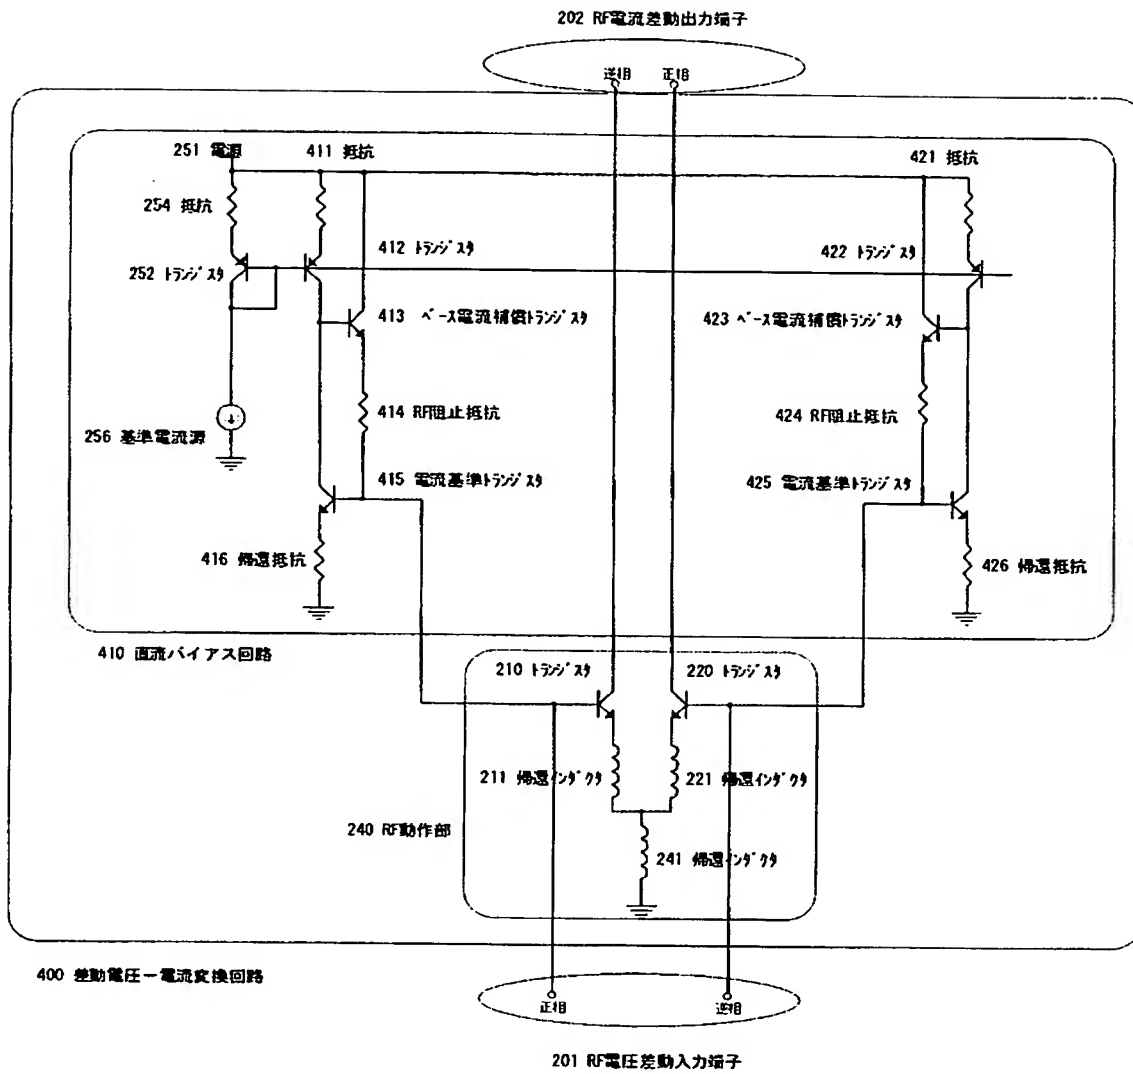 202 RF電流差動出力端子
逆相 正相
251 電源
411 抵抗
421 抵抗
254 抵抗
412 トランジスタ
422 トランジスタ
252 トランジスタ
413 ベース電流補償トランジスタ
423 ベース電流補償トランジスタ
414 RF阻止抵抗
424 RF阻止抵抗
256 基準電流源
415 電流基準トランジスタ
425 電流基準トランジスタ
416 帰還抵抗
426 帰還抵抗
410 直流バイアス回路
210 トランジスタ
220 トランジスタ
211 帰還インダクタ
221 帰還インダクタ
240 RF動作部
241 帰還インダクタ
400 差動電圧－電流変換回路
正相 逆相
201 RF電圧差動入力端子